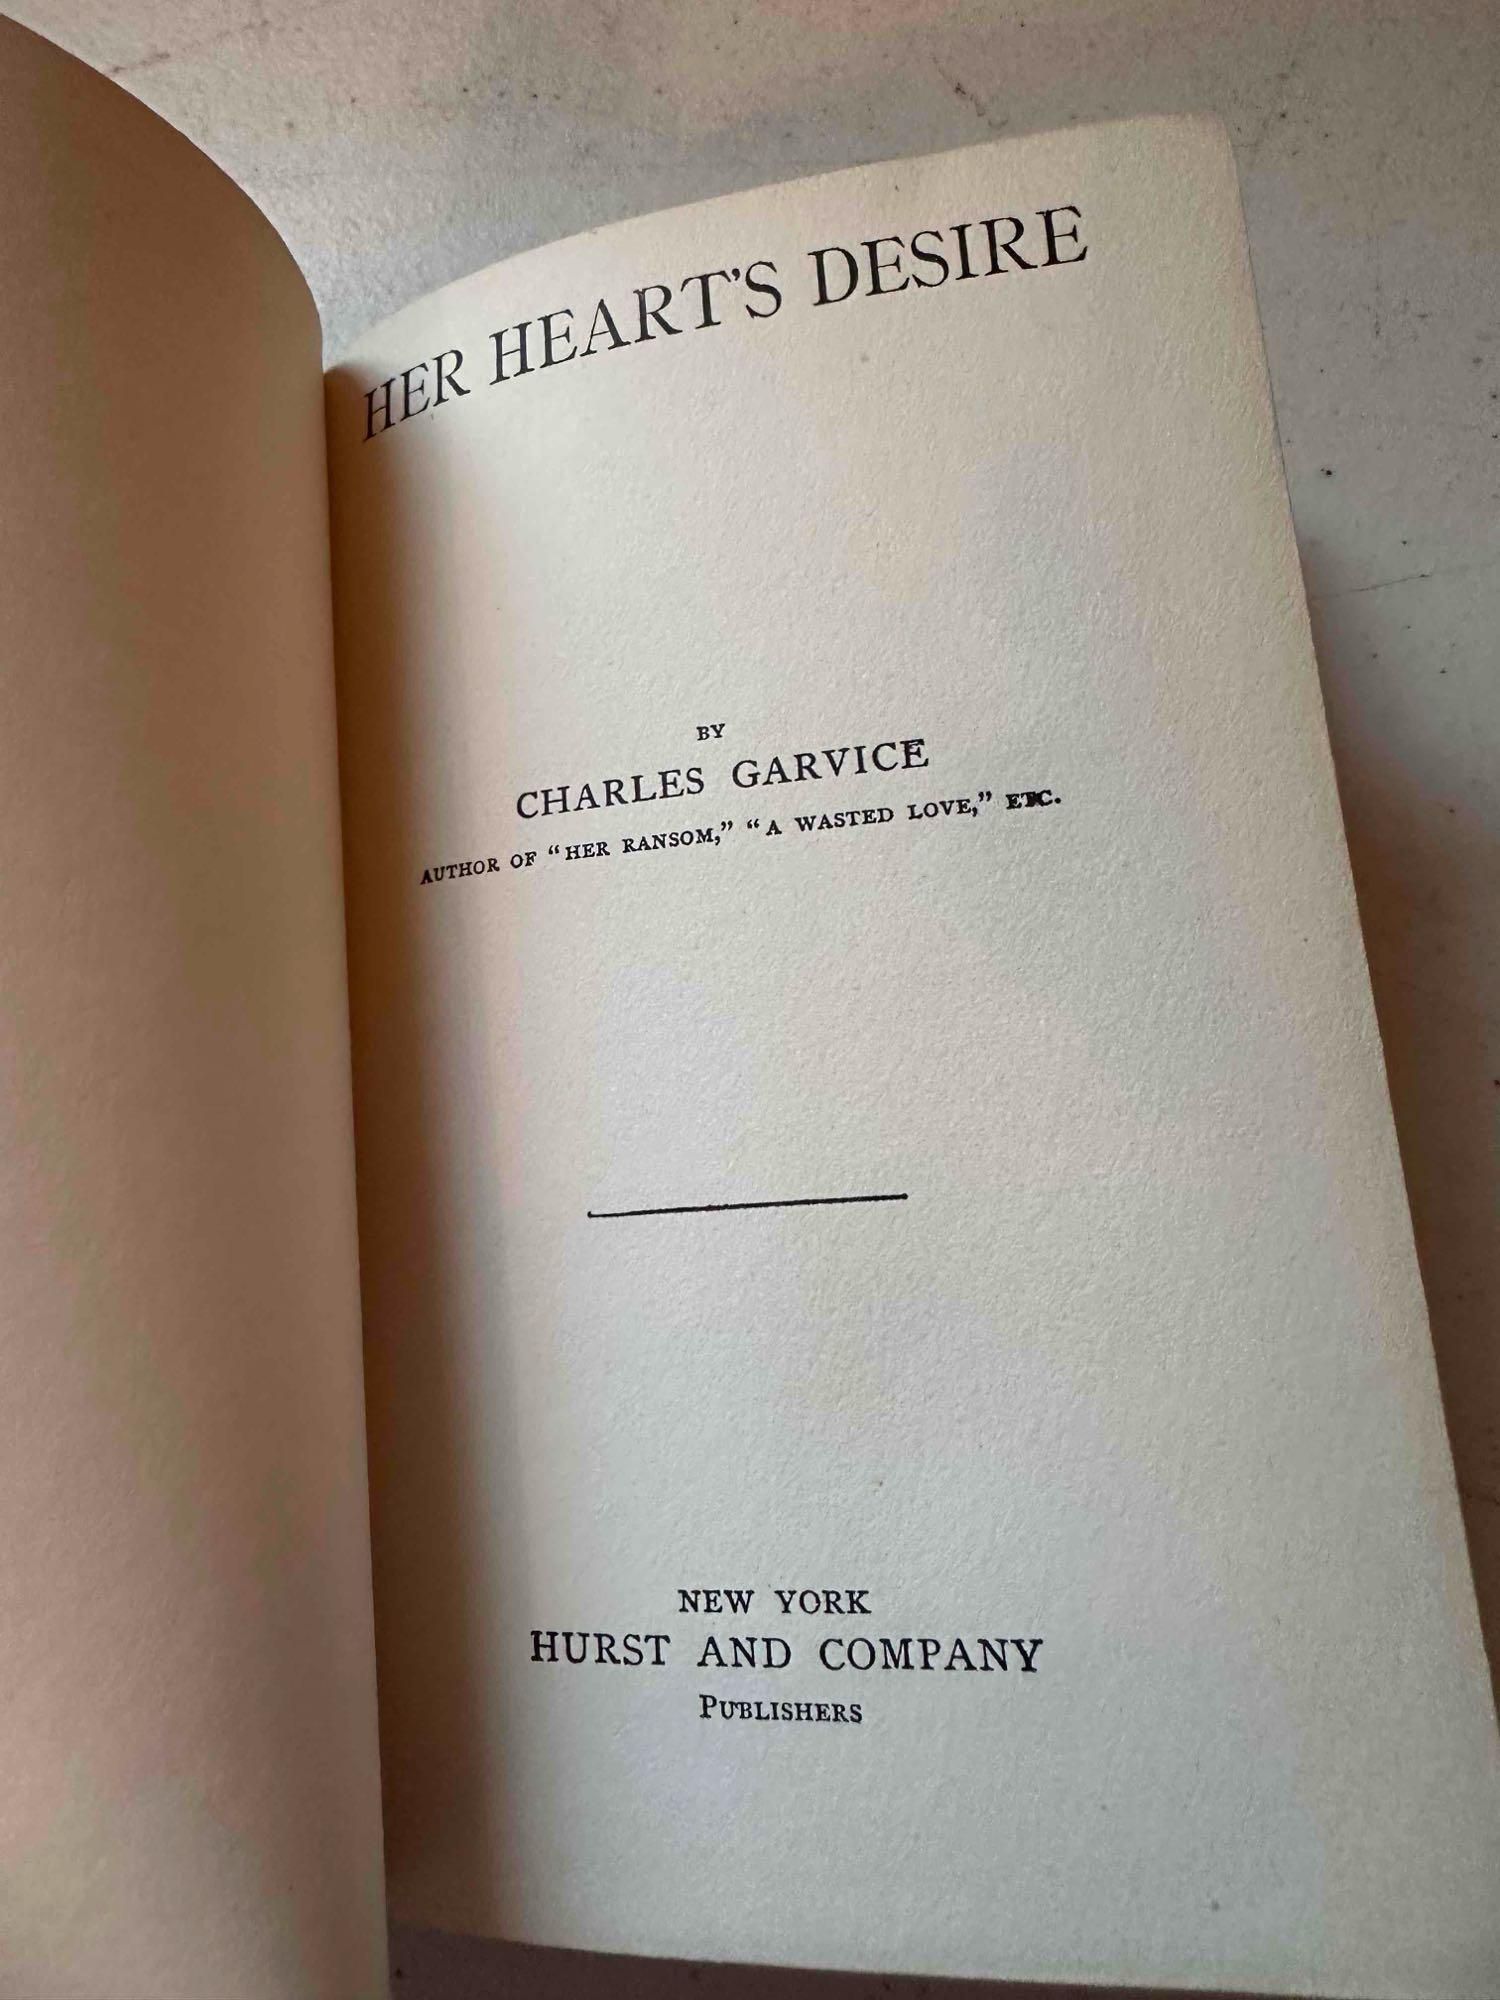 HER HEART'S DESIRE
BY
CHARLES GARVICE
AUTHOR OF "HER RANSOM," "A WASTED LOVE," ETC.
NEW YORK
HURST AND COMPANY
PUBLISHERS